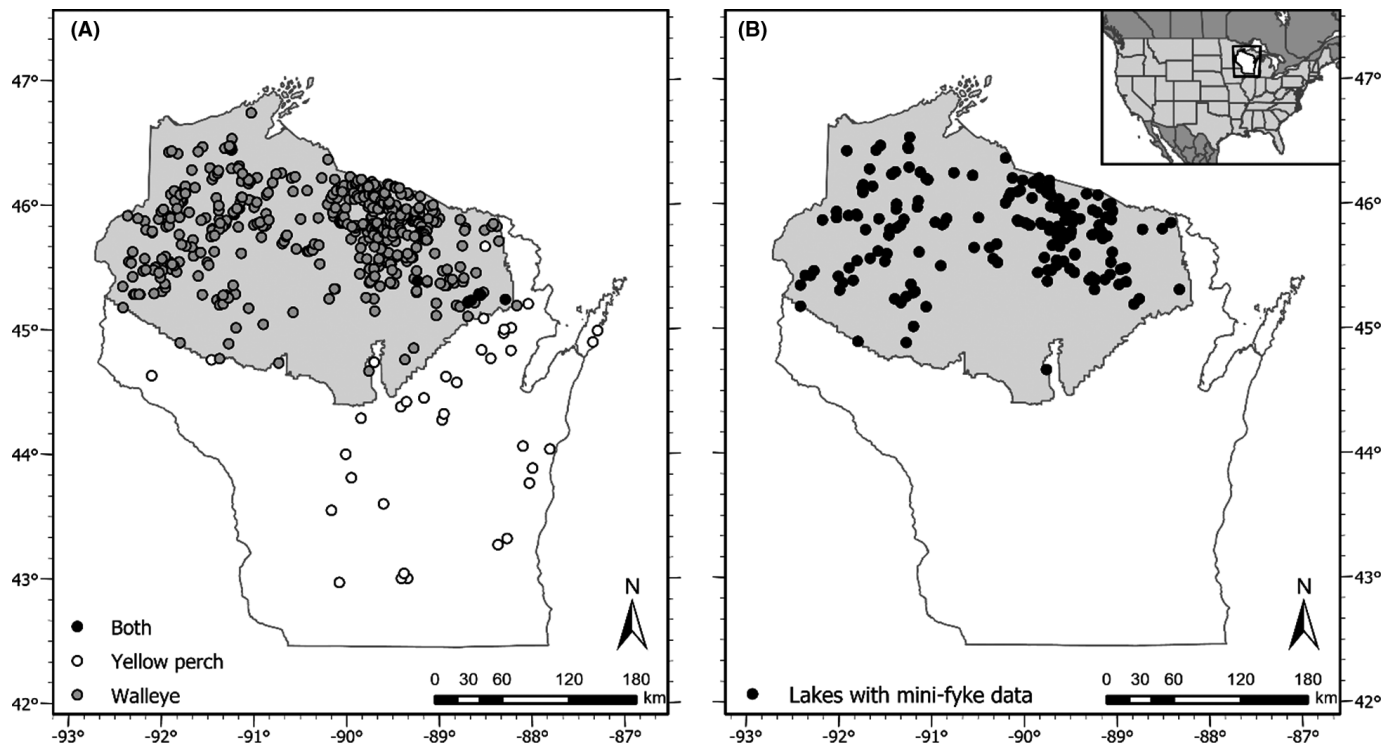 (A)
47°
46°
45°
44°
43°
42°
-93°
-92°
-91°
-90°
-89°
-88°
-87°
Both
Yellow perch
Walleye
N
0 30 60 120 180
km
(B)
47°
46°
45°
44°
43°
42°
-93°
-92°
-91°
-90°
-89°
-88°
-87°
Lakes with mini-fyke data
N
0 30 60 120 180
km